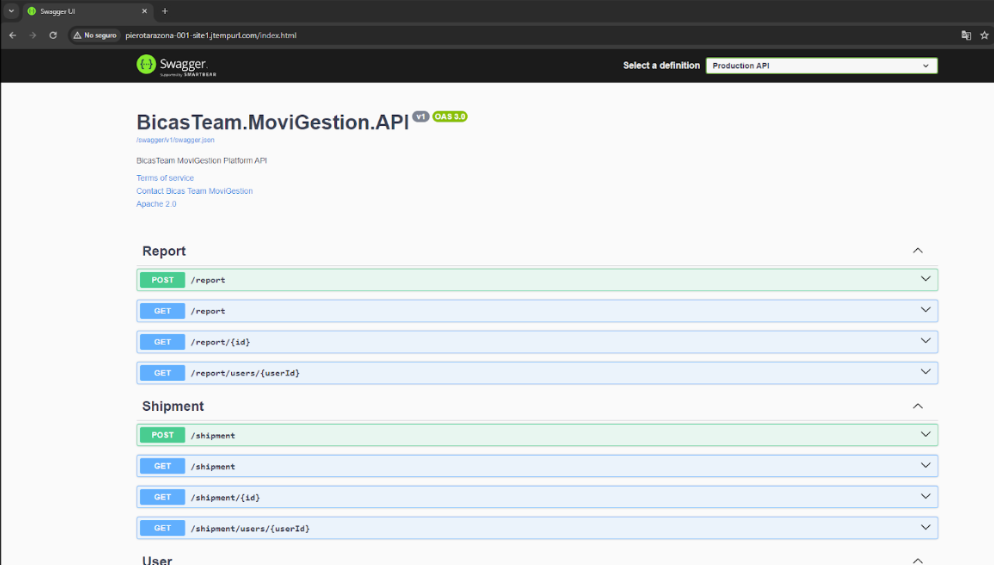 Swagger UI
No seguro
pierotarazona-001-site1.jtempurl.com/index.html
Swagger.
Supported by SMARTBEAR
Select a definition
Production API
BicasTeam.MoviGestion.API v1 OAS 3.0
/swagger/v1/swagger.json
BicasTeam MoviGestion Platform API
Terms of service
Contact Bicas Team MoviGestion
Apache 2.0
Report
POST /report
GET /report
GET /report/{id}
GET /report/users/{userId}
Shipment
POST /shipment
GET /shipment
GET /shipment/{id}
GET /shipment/users/{userId}
User